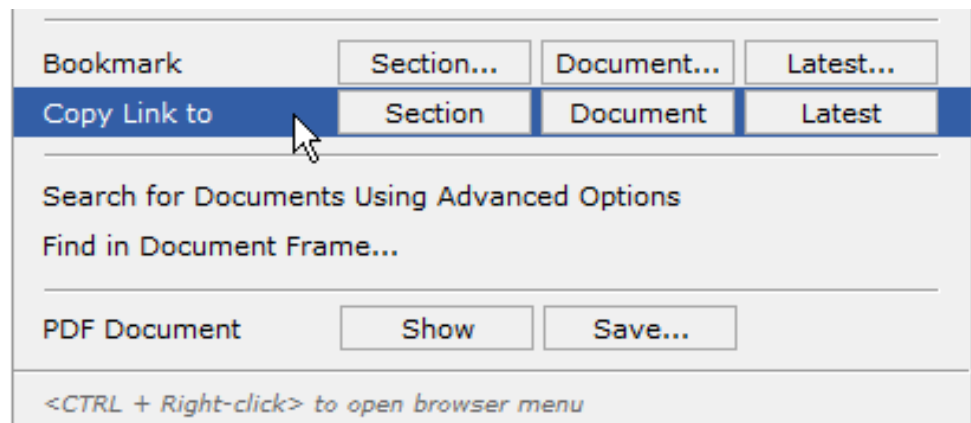 Bookmark Section... Document... Latest...
Copy Link to Section Document Latest
Search for Documents Using Advanced Options
Find in Document Frame...
PDF Document Show Save...
<CTRL + Right-click> to open browser menu